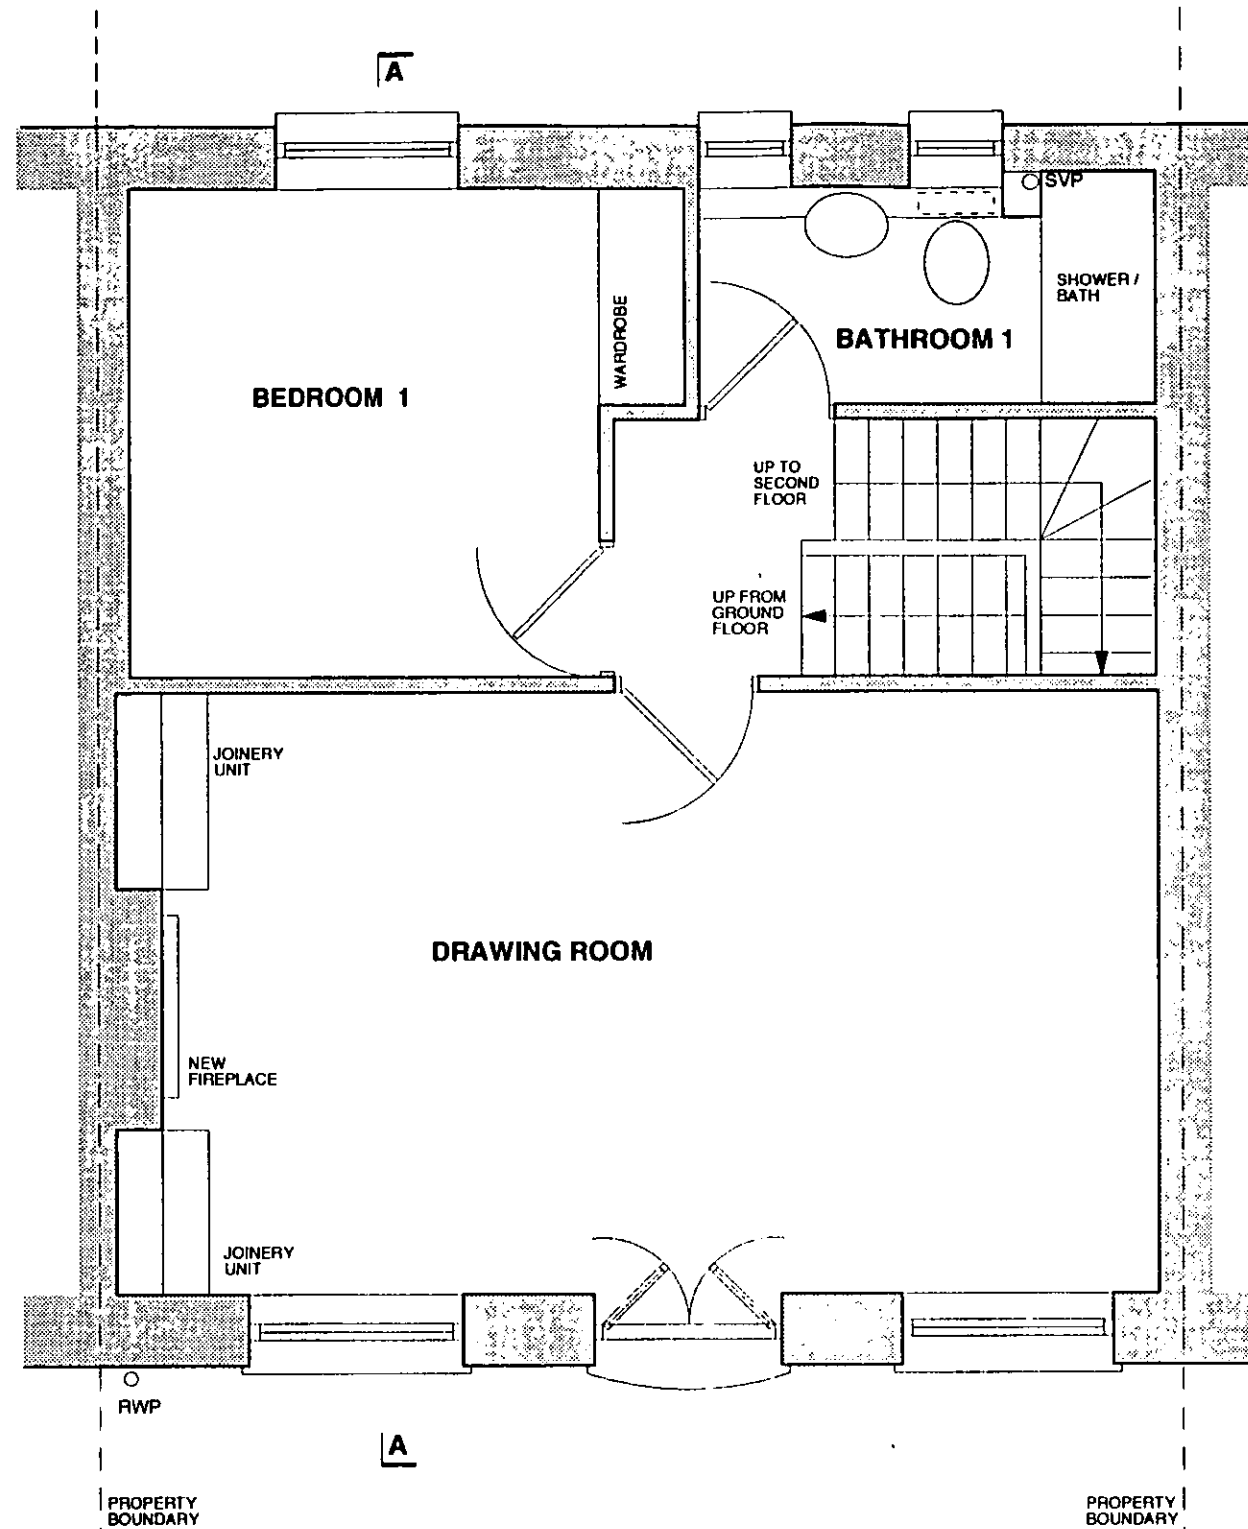 A
SVP
SHOWER /
BATH
WARDROBE
BATHROOM 1
BEDROOM 1
UP TO
SECOND
FLOOR
UP FROM
GROUND
FLOOR
JOINERY
UNIT
DRAWING ROOM
NEW
FIREPLACE
JOINERY
UNIT
RWP
A
PROPERTY
BOUNDARY
PROPERTY
BOUNDARY